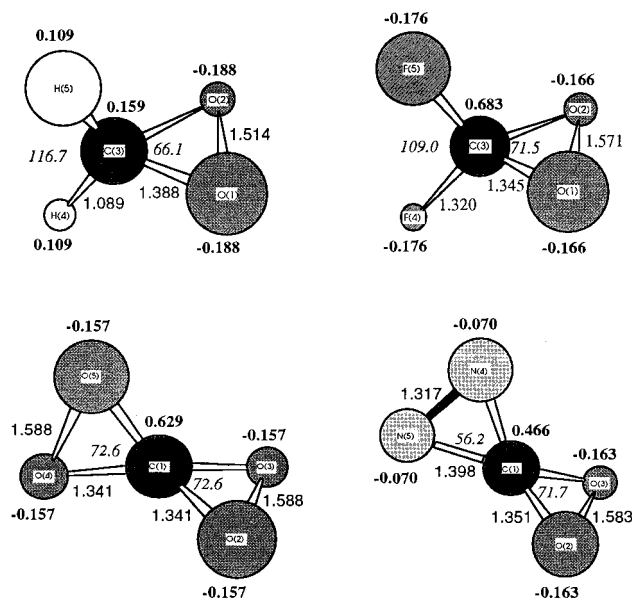 0.109
H(5)
-0.188
0.159
O(2)
116.7
C(3)
66.1
1.514
1.388
O(1)
1.089
H(4)
0.109
-0.188
-0.176
F(5)
-0.166
0.683
O(2)
109.0
C(3)
71.5
1.571
1.345
O(1)
1.320
F(4)
-0.176
-0.166
-0.157
O(5)
1.588
0.629
-0.157
72.6
O(4)
C(1)
O(3)
1.341
72.6
1.588
-0.157
1.341
O(2)
-0.157
-0.070
N(4)
1.317
N(5)
56.2
0.466
-0.163
-0.070
1.398
C(1)
O(3)
71.7
1.351
1.583
O(2)
-0.163